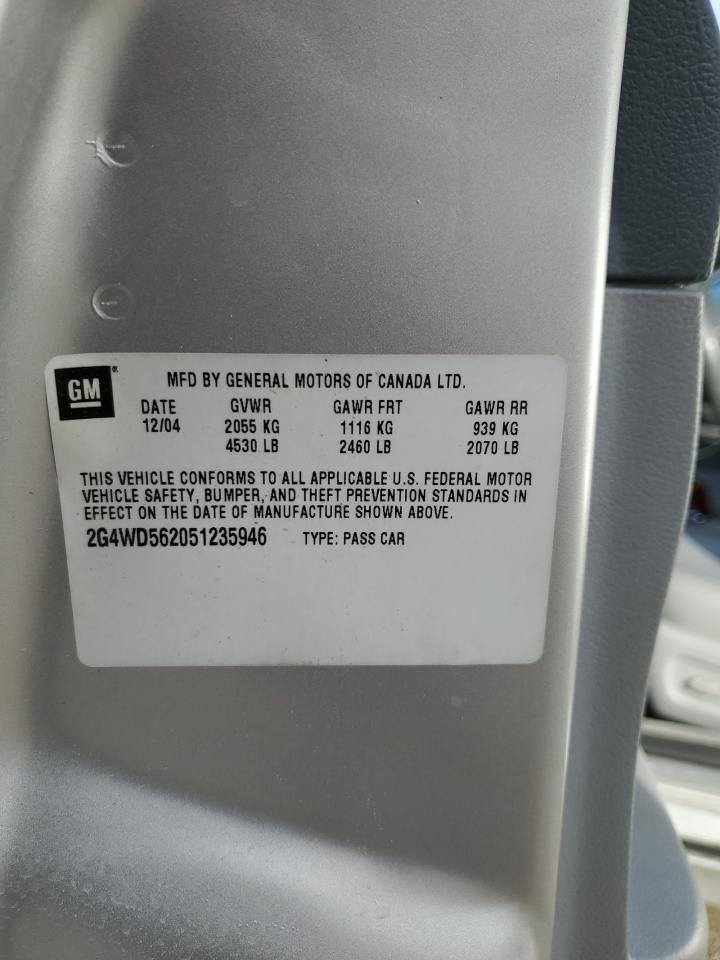 GM®
MFD BY GENERAL MOTORS OF CANADA LTD.
DATE GVWR GAWR FRT GAWR RR
12/04 2055 KG 1116 KG 939 KG
4530 LB 2460 LB 2070 LB
THIS VEHICLE CONFORMS TO ALL APPLICABLE U.S. FEDERAL MOTOR
VEHICLE SAFETY, BUMPER, AND THEFT PREVENTION STANDARDS IN
EFFECT ON THE DATE OF MANUFACTURE SHOWN ABOVE.
2G4WD562051235946 TYPE: PASS CAR